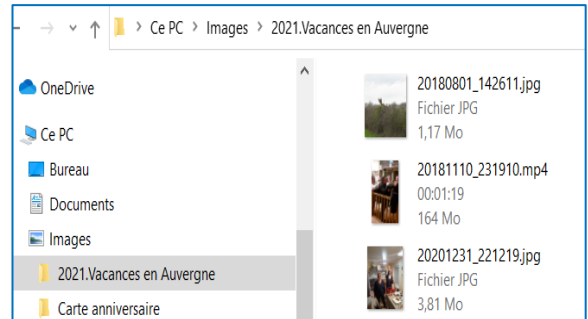 Ce PC > Images > 2021.Vacances en Auvergne
OneDrive
Ce PC
Bureau
Documents
Images
2021.Vacances en Auvergne
Carte anniversaire
20180801_142611.jpg
Fichier JPG
1,17 Mo
20181110_231910.mp4
00:01:19
164 Mo
20201231_221219.jpg
Fichier JPG
3,81 Mo